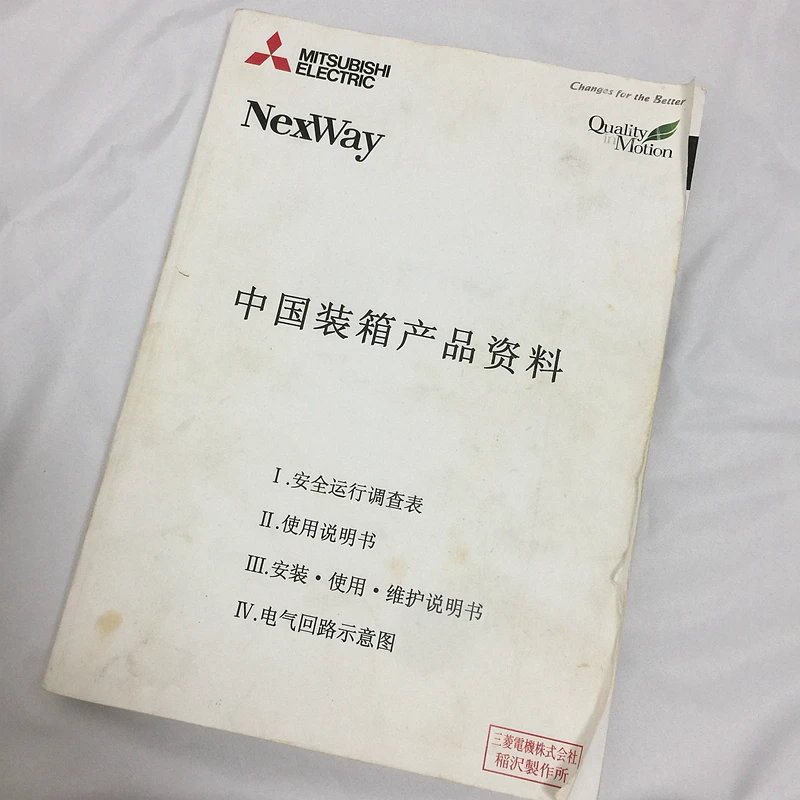 MITSUBISHI
ELECTRIC
Changes for the Better
NexWay
Quality
in Motion
中国装箱产品资料
Ⅰ.安全运行调查表
Ⅱ.使用说明书
Ⅲ.安装·使用·维护说明书
Ⅳ.电气回路示意图
三菱電機株式会社
稲沢製作所